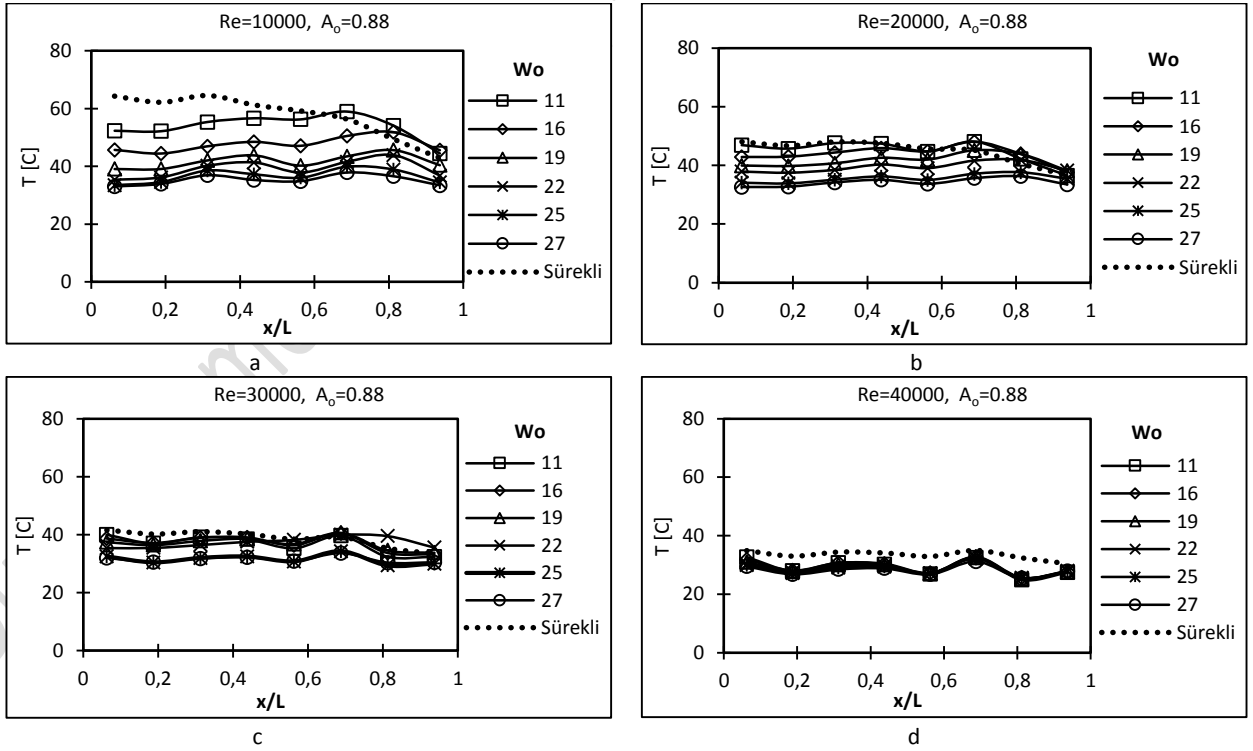 Re=10000, Aₒ=0.88
80
60
40
20
0
T [C]
0 0,2 0,4 0,6 0,8 1
x/L
Wo
11
16
19
22
25
27
Sürekli
a
Re=20000, Aₒ=0.88
80
60
40
20
0
T [C]
0 0,2 0,4 0,6 0,8 1
x/L
Wo
11
16
19
22
25
27
Sürekli
b
Re=30000, Aₒ=0.88
80
60
40
20
0
T [C]
0 0,2 0,4 0,6 0,8 1
x/L
Wo
11
16
19
22
25
27
Sürekli
c
Re=40000, Aₒ=0.88
80
60
40
20
0
T [C]
0 0,2 0,4 0,6 0,8 1
x/L
Wo
11
16
19
22
25
27
Sürekli
d